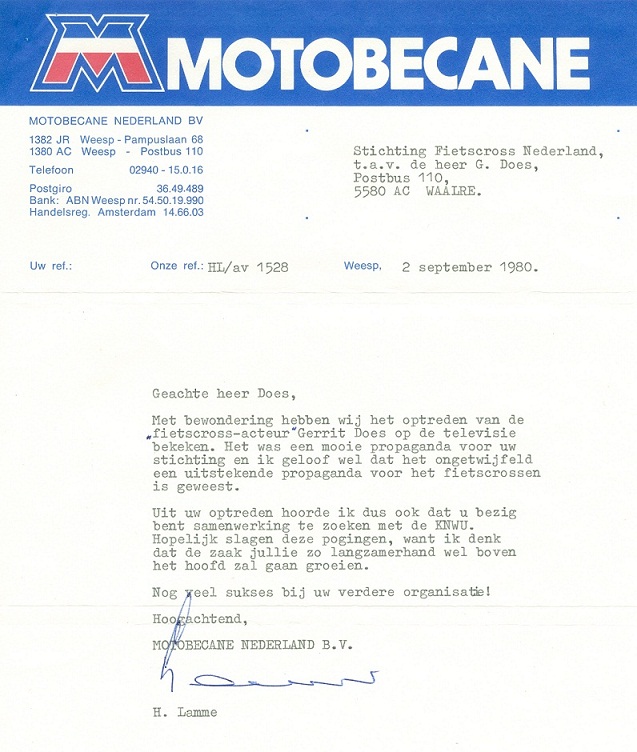 MOTOBECANE
MOTOBECANE NEDERLAND BV
1382 JR Weesp - Pampuslaan 68
1380 AC Weesp - Postbus 110
Telefoon 02940 - 15.0.16
Postgiro 36.49.489
Bank: ABN Weesp nr. 54.50.19.990
Handelsreg. Amsterdam 14.66.03
Stichting Fietscross Nederland,
t.a.v. de heer G. Does,
Postbus 110,
5580 AC WAALRE.
Uw ref.: Onze ref.: HL/av 1528 Weesp, 2 september 1980.
Geachte heer Does,
Met bewondering hebben wij het optreden van de
„fietscross-acteur" Gerrit Does op de televisie
bekeken. Het was een mooie propaganda voor uw
stichting en ik geloof wel dat het ongetwijfeld
een uitstekende propaganda voor het fietscrossen
is geweest.
Uit uw optreden hoorde ik dus ook dat u bezig
bent samenwerking te zoeken met de KNWU.
Hopelijk slagen deze pogingen, want ik denk
dat de zaak jullie zo langzamerhand wel boven
het hoofd zal gaan groeien.
Nog veel sukses bij uw verdere organisatie!
Hoogachtend,
MOTOBECANE NEDERLAND B.V.
H. Lamme